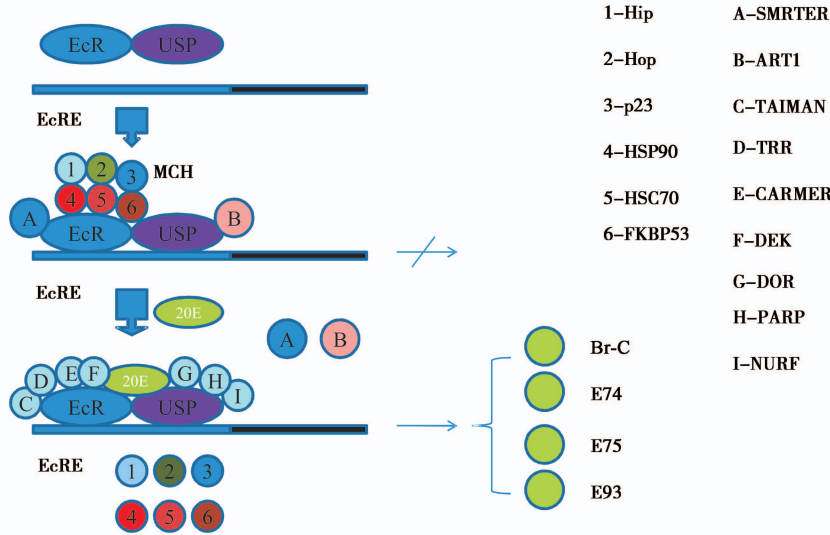 EcR USP
EcRE
1 2 3 MCH
4 5 6
A EcR USP B
EcRE
20E
A B
C D E F 20E G H I
EcR USP
EcRE
1 2 3
4 5 6
Br-C
E74
E75
E93
1-Hip
2-Hop
3-p23
4-HSP90
5-HSC70
6-FKBP53
A-SMRTER
B-ART1
C-TAIMAN
D-TRR
E-CARMER
F-DEK
G-DOR
H-PARP
I-NURF